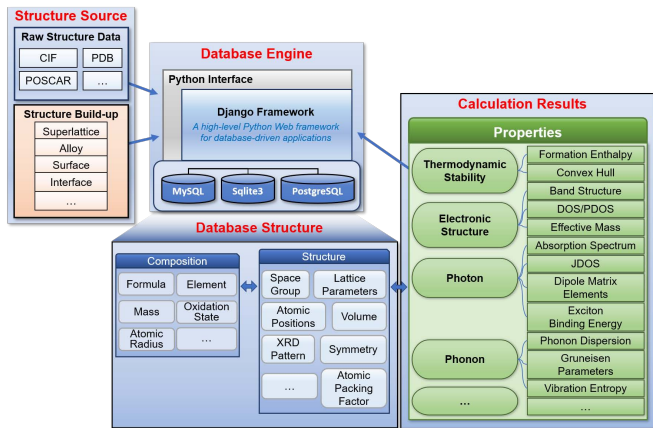 Structure Source
Raw Structure Data
CIF
PDB
POSCAR
...
Structure Build-up
Superlattice
Alloy
Surface
Interface
...
Database Engine
Python Interface
Django Framework
A high-level Python Web framework
for database-driven applications
MySQL
Sqlite3
PostgreSQL
Database Structure
Composition
Formula
Element
Mass
Oxidation
State
Atomic
Radius
...
Structure
Space
Group
Lattice
Parameters
Atomic
Positions
Volume
XRD
Pattern
Symmetry
...
Atomic
Packing
Factor
Calculation Results
Properties
Thermodynamic
Stability
Formation Enthalpy
Convex Hull
Electronic
Structure
Band Structure
DOS/PDOS
Effective Mass
Photon
Absorption Spectrum
JDOS
Dipole Matrix
Elements
Exciton
Binding Energy
Phonon
Phonon Dispersion
Gruneisen
Parameters
Vibration Entropy
...
...